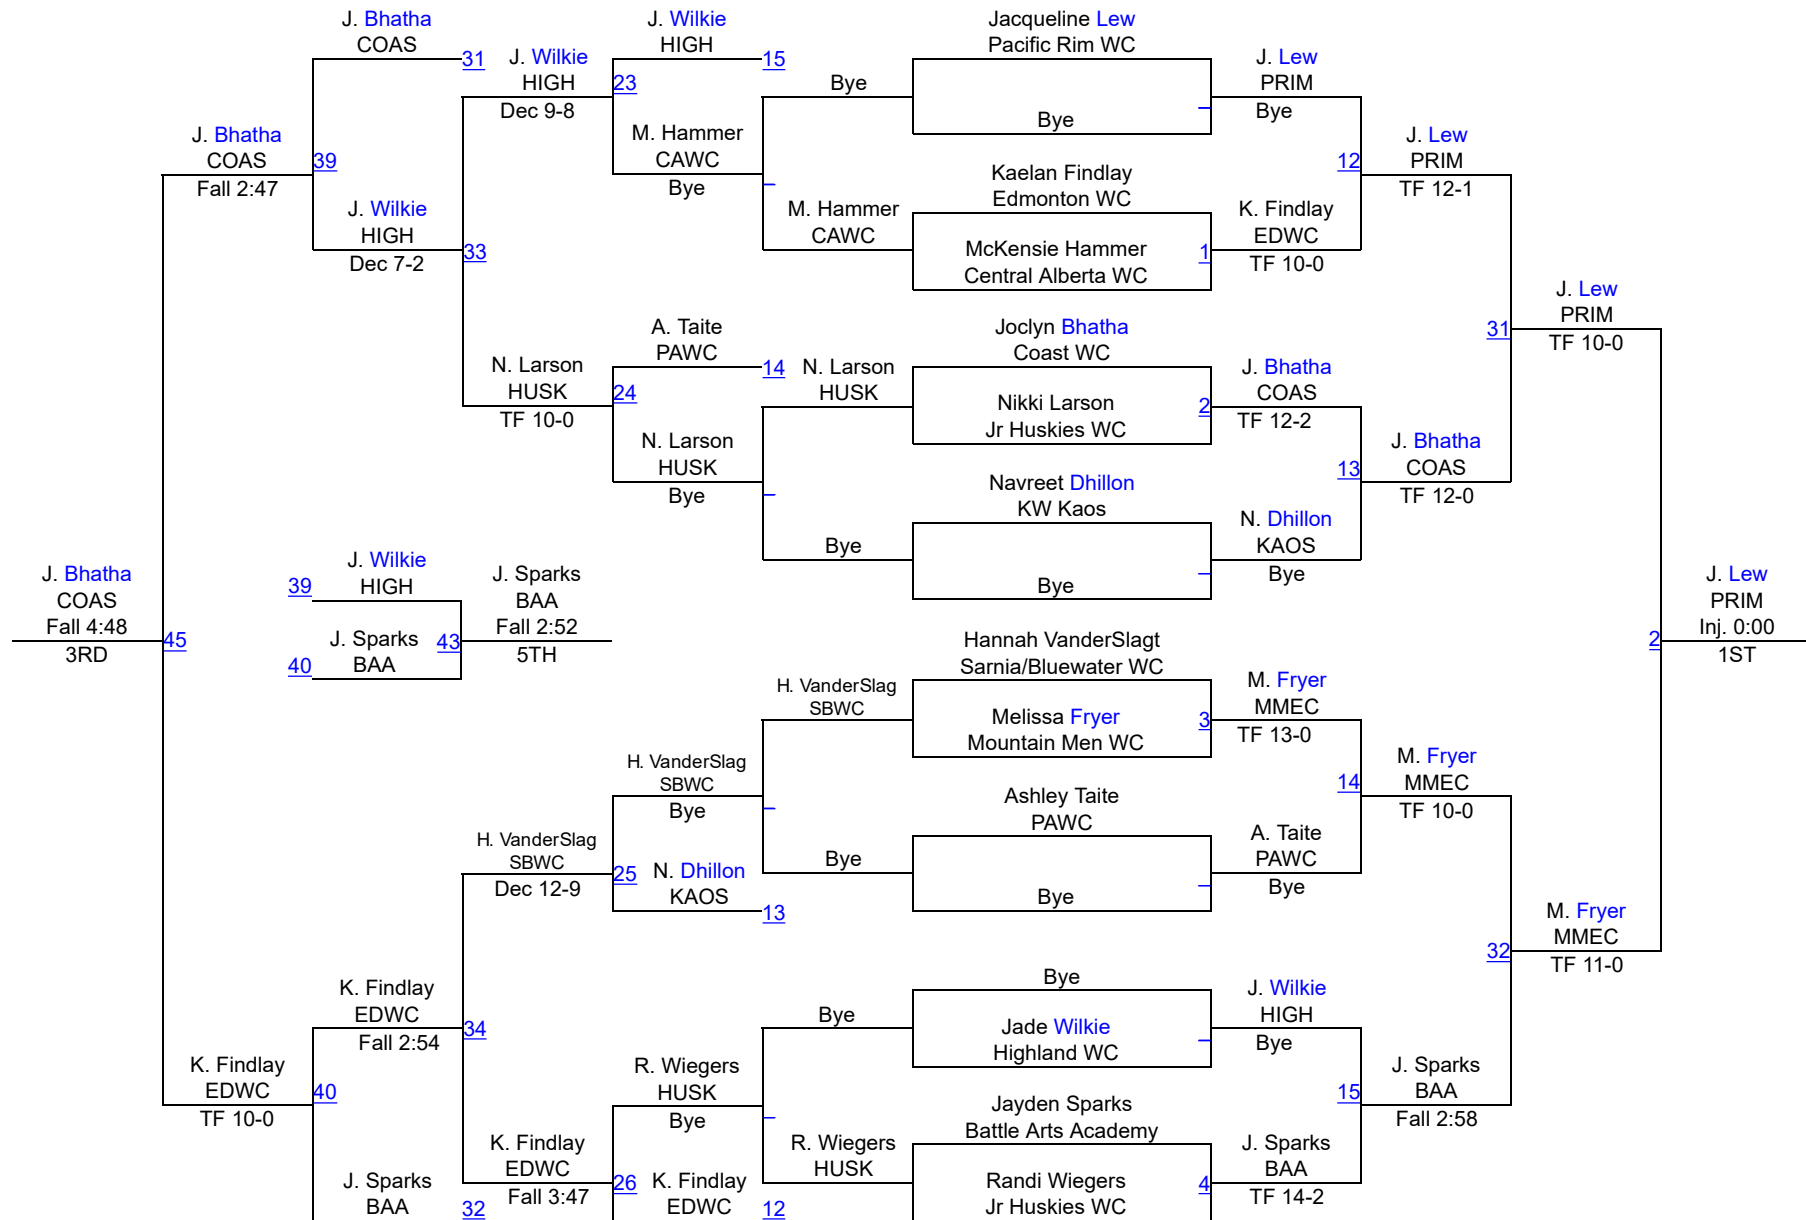 J. Bhatha
COAS
31
J. Wilkie
HIGH
Dec 9-8
23
J. Wilkie
HIGH
15
M. Hammer
CAWC
Bye
Bye
M. Hammer
CAWC
Jacqueline Lew
Pacific Rim WC
Bye
J. Lew
PRIM
Bye
Kaelan Findlay
Edmonton WC
McKensie Hammer
Central Alberta WC
1
K. Findlay
EDWC
TF 10-0
12
J. Lew
PRIM
TF 12-1
J. Bhatha
COAS
Fall 2:47
39
J. Wilkie
HIGH
Dec 7-2
33
N. Larson
HUSK
TF 10-0
24
A. Taite
PAWC
14
N. Larson
HUSK
Bye
N. Larson
HUSK
Bye
Joclyn Bhatha
Coast WC
Nikki Larson
Jr Huskies WC
2
J. Bhatha
COAS
TF 12-2
Navreet Dhillon
KW Kaos
Bye
N. Dhillon
KAOS
Bye
13
J. Bhatha
COAS
TF 12-0
31
J. Lew
PRIM
TF 10-0
J. Bhatha
COAS
Fall 4:48
3RD
45
39
J. Wilkie
HIGH
40
J. Sparks
BAA
43
J. Sparks
BAA
Fall 2:52
5TH
2
J. Lew
PRIM
Inj. 0:00
1ST
H. VanderSlag
SBWC
Hannah VanderSlagt
Sarnia/Bluewater WC
Melissa Fryer
Mountain Men WC
3
M. Fryer
MMEC
TF 13-0
H. VanderSlag
SBWC
Bye
Bye
Ashley Taite
PAWC
Bye
A. Taite
PAWC
Bye
14
M. Fryer
MMEC
TF 10-0
H. VanderSlag
SBWC
Dec 12-9
25
N. Dhillon
KAOS
13
32
M. Fryer
MMEC
TF 11-0
K. Findlay
EDWC
Fall 2:54
34
Bye
Bye
Jade Wilkie
Highland WC
J. Wilkie
HIGH
Bye
K. Findlay
EDWC
TF 10-0
40
R. Wiegers
HUSK
Bye
R. Wiegers
HUSK
Jayden Sparks
Battle Arts Academy
Randi Wiegers
Jr Huskies WC
4
J. Sparks
BAA
TF 14-2
15
J. Sparks
BAA
Fall 2:58
J. Sparks
BAA
32
K. Findlay
EDWC
Fall 3:47
26
K. Findlay
EDWC
12